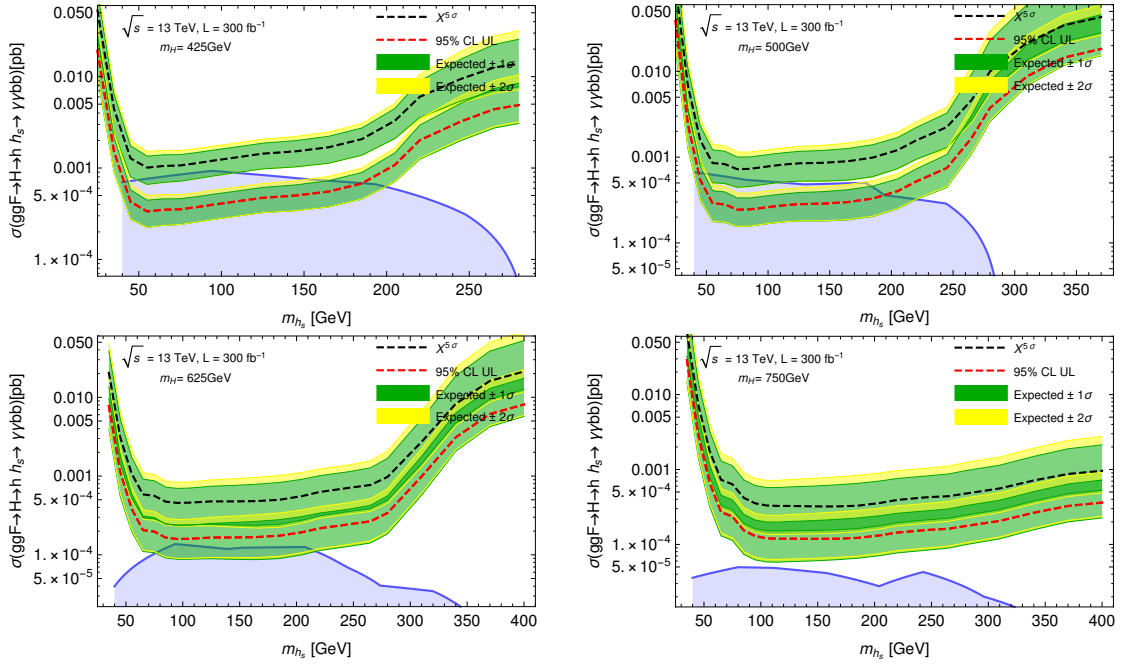 √s = 13 TeV, L = 300 fb⁻¹
m_H = 425GeV
X⁵σ
95% CL UL
Expected ± 1σ
Expected ± 2σ
σ(ggF→H→h h_s→ γγbb)[pb]
0.050
0.010
0.005
0.001
5.×10⁻⁴
1.×10⁻⁴
50 100 150 200 250
m_{h_s} [GeV]
√s = 13 TeV, L = 300 fb⁻¹
m_H = 500GeV
X⁵σ
95% CL UL
Expected ± 1σ
Expected ± 2σ
σ(ggF→H→h h_s→ γγbb)[pb]
0.050
0.010
0.005
0.001
5.×10⁻⁴
1.×10⁻⁴
5.×10⁻⁵
50 100 150 200 250 300 350
m_{h_s} [GeV]
√s = 13 TeV, L = 300 fb⁻¹
m_H = 625GeV
X⁵σ
95% CL UL
Expected ± 1σ
Expected ± 2σ
σ(ggF→H→h h_s→ γγbb)[pb]
0.050
0.010
0.005
0.001
5.×10⁻⁴
1.×10⁻⁴
5.×10⁻⁵
50 100 150 200 250 300 350 400
m_{h_s} [GeV]
√s = 13 TeV, L = 300 fb⁻¹
m_H = 750GeV
X⁵σ
95% CL UL
Expected ± 1σ
Expected ± 2σ
σ(ggF→H→h h_s→ γγbb)[pb]
0.050
0.010
0.005
0.001
5.×10⁻⁴
1.×10⁻⁴
5.×10⁻⁵
50 100 150 200 250 300 350 400
m_{h_s} [GeV]